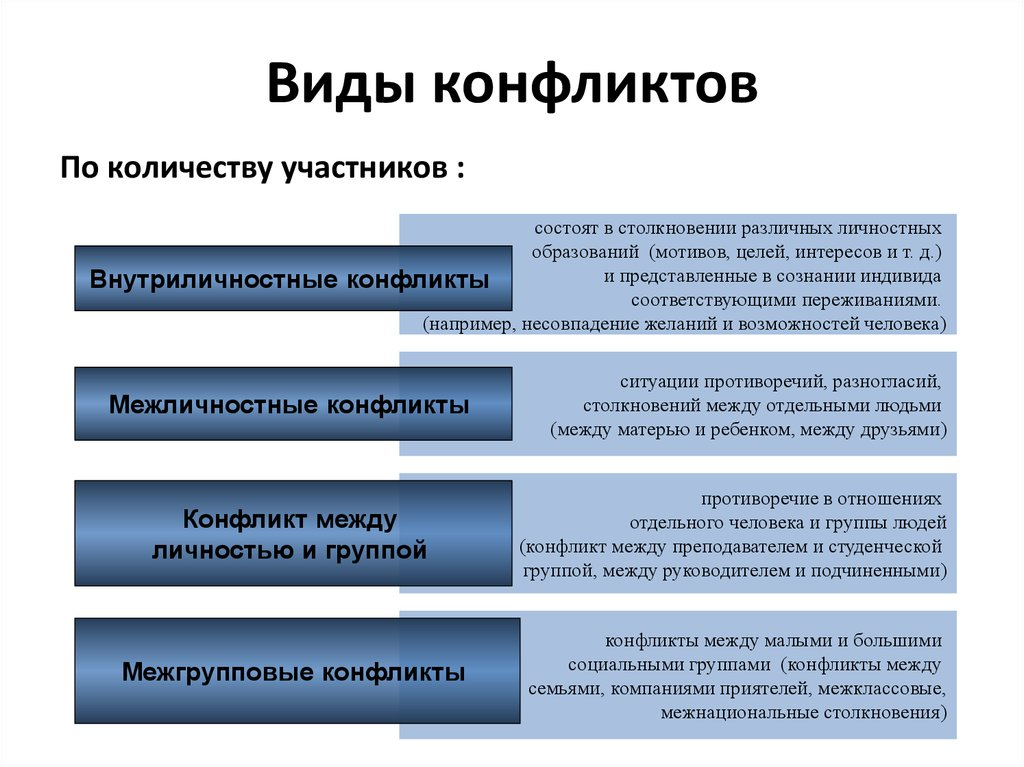 Виды конфликтов
По количеству участников :
Внутриличностные конфликты
состоят в столкновении различных личностных
образований (мотивов, целей, интересов и т. д.)
и представленные в сознании индивида
соответствующими переживаниями.
(например, несовпадение желаний и возможностей человека)
Межличностные конфликты
ситуации противоречий, разногласий,
столкновений между отдельными людьми
(между матерью и ребенком, между друзьями)
Конфликт между
личностью и группой
противоречие в отношениях
отдельного человека и группы людей
(конфликт между преподавателем и студенческой
группой, между руководителем и подчиненными)
Межгрупповые конфликты
конфликты между малыми и большими
социальными группами (конфликты между
семьями, компаниями приятелей, межклассовые,
межнациональные столкновения)